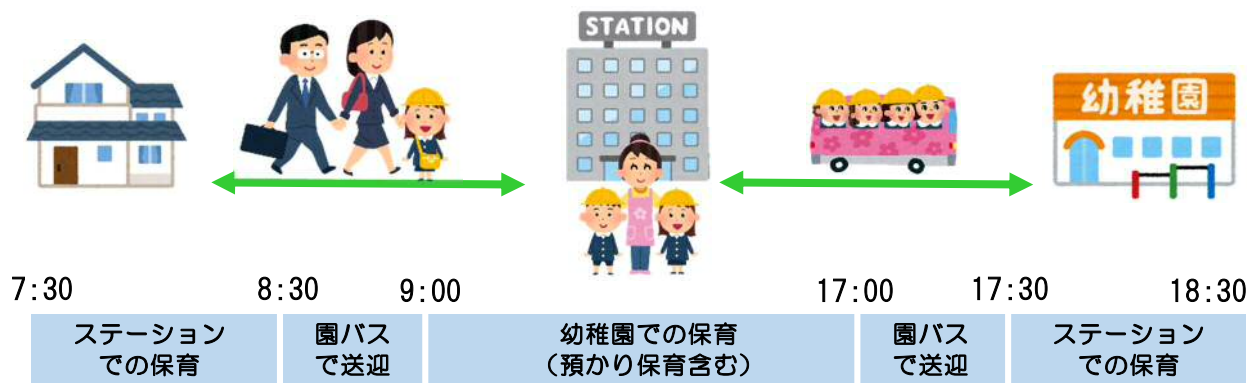 STATION
幼稚園
7:30
8:30
9:00
17:00
17:30
18:30
ステーション
での保育
園バス
で送迎
幼稚園での保育
（預かり保育含む）
園バス
で送迎
ステーション
での保育